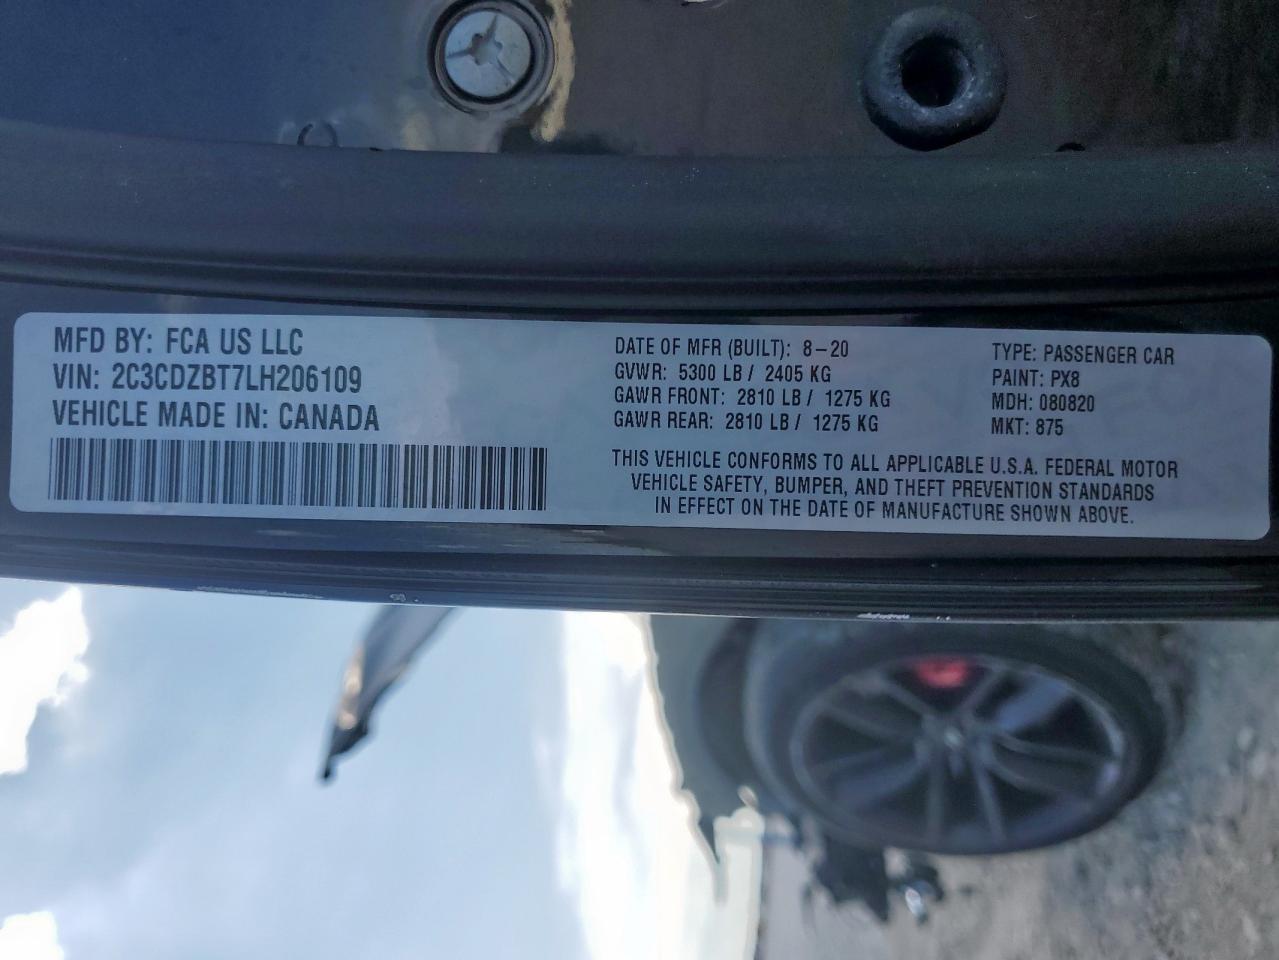 MFD BY: FCA US LLC
VIN: 2C3CDZBT7LH206109
VEHICLE MADE IN: CANADA
DATE OF MFR (BUILT): 8-20
GVWR: 5300 LB / 2405 KG
GAWR FRONT: 2810 LB / 1275 KG
GAWR REAR: 2810 LB / 1275 KG
TYPE: PASSENGER CAR
PAINT: PX8
MDH: 080820
MKT: 875
THIS VEHICLE CONFORMS TO ALL APPLICABLE U.S.A. FEDERAL MOTOR
VEHICLE SAFETY, BUMPER, AND THEFT PREVENTION STANDARDS
IN EFFECT ON THE DATE OF MANUFACTURE SHOWN ABOVE.